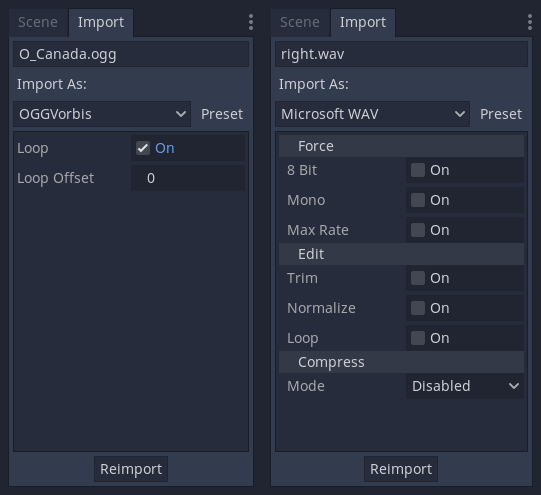 Scene Import
O_Canada.ogg
Import As:
OGGVorbis Preset
Loop On
Loop Offset 0
Reimport
Scene Import
right.wav
Import As:
Microsoft WAV Preset
Force
8 Bit On
Mono On
Max Rate On
Edit
Trim On
Normalize On
Loop On
Compress
Mode Disabled
Reimport